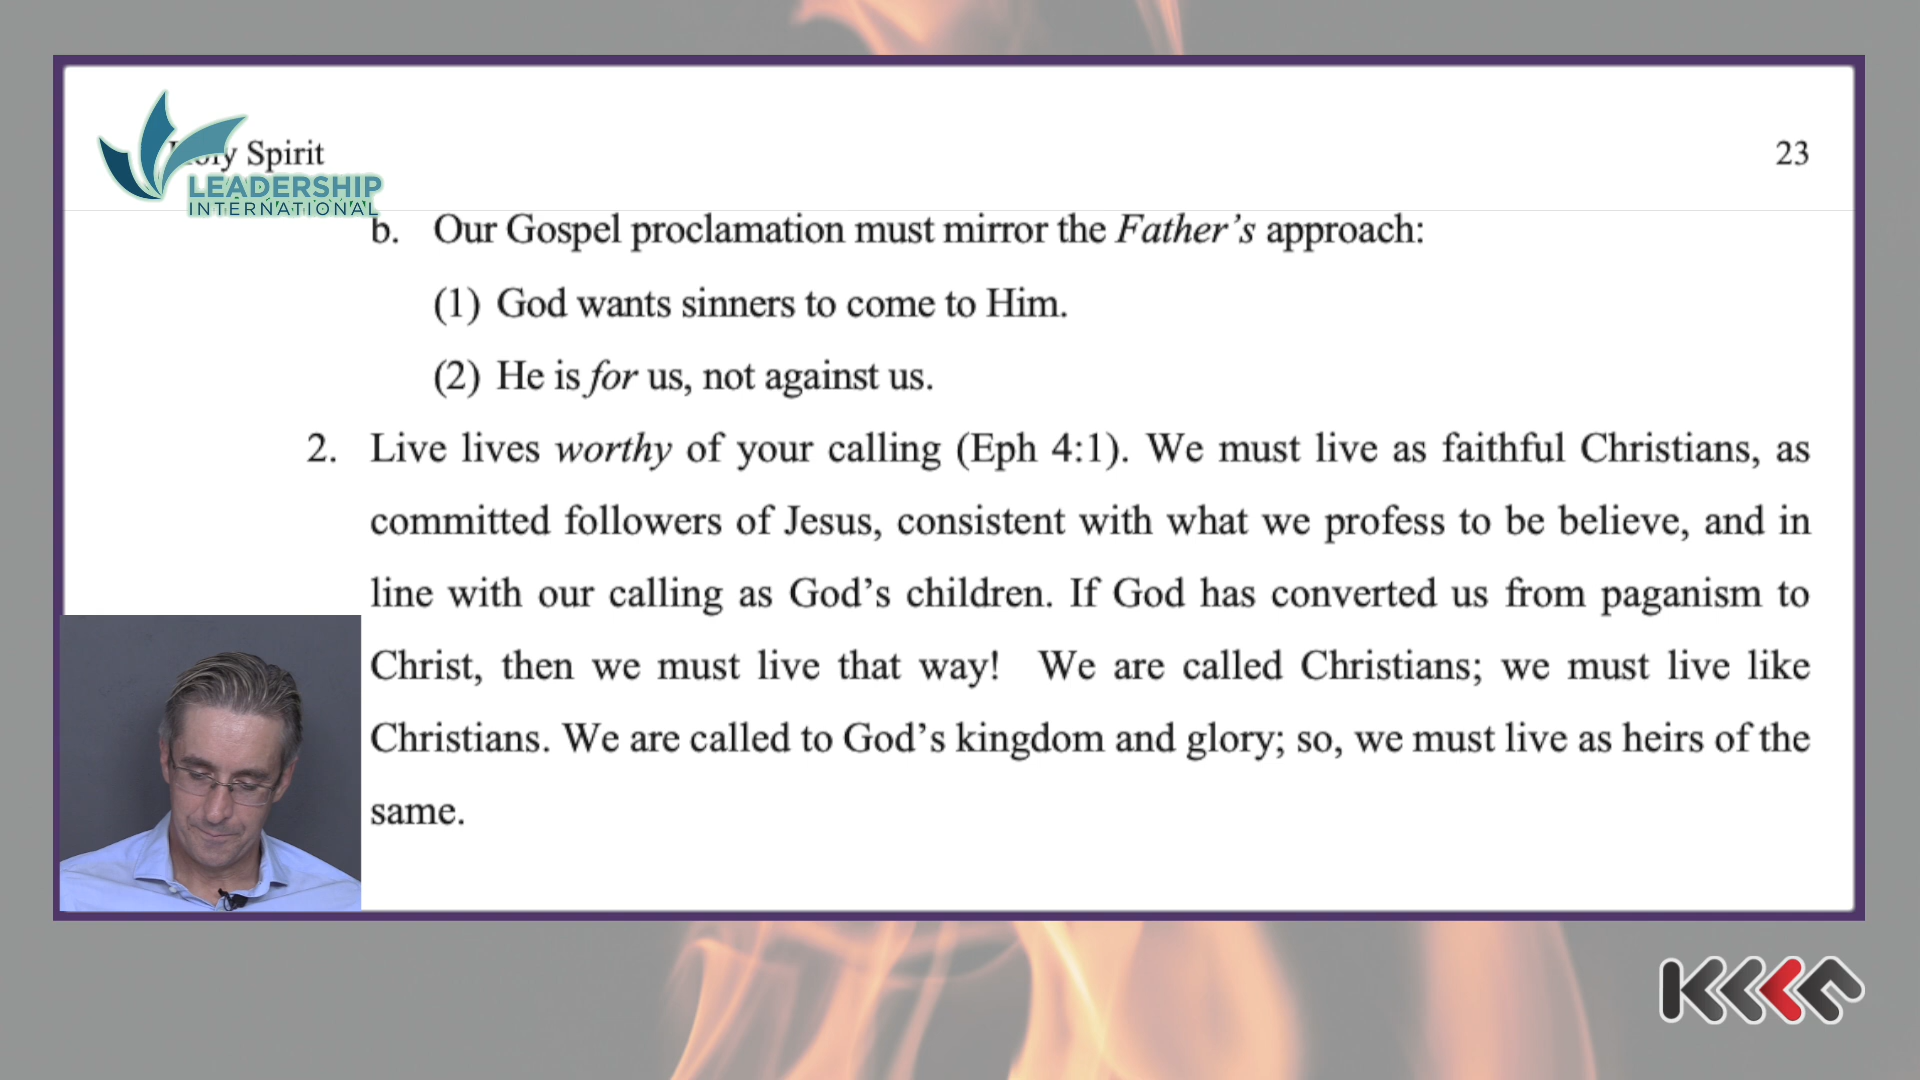 Spirit
23
LEADERSHIP
INTERNATIONAL
b. Our Gospel proclamation must mirror the Father’s approach:
(1) God wants sinners to come to Him.
(2) He is for us, not against us.
2. Live lives worthy of your calling (Eph 4:1). We must live as faithful Christians, as
committed followers of Jesus, consistent with what we profess to be believe, and in
line with our calling as God’s children. If God has converted us from paganism to
Christ, then we must live that way! We are called Christians; we must live like
Christians. We are called to God’s kingdom and glory; so, we must live as heirs of the
same.